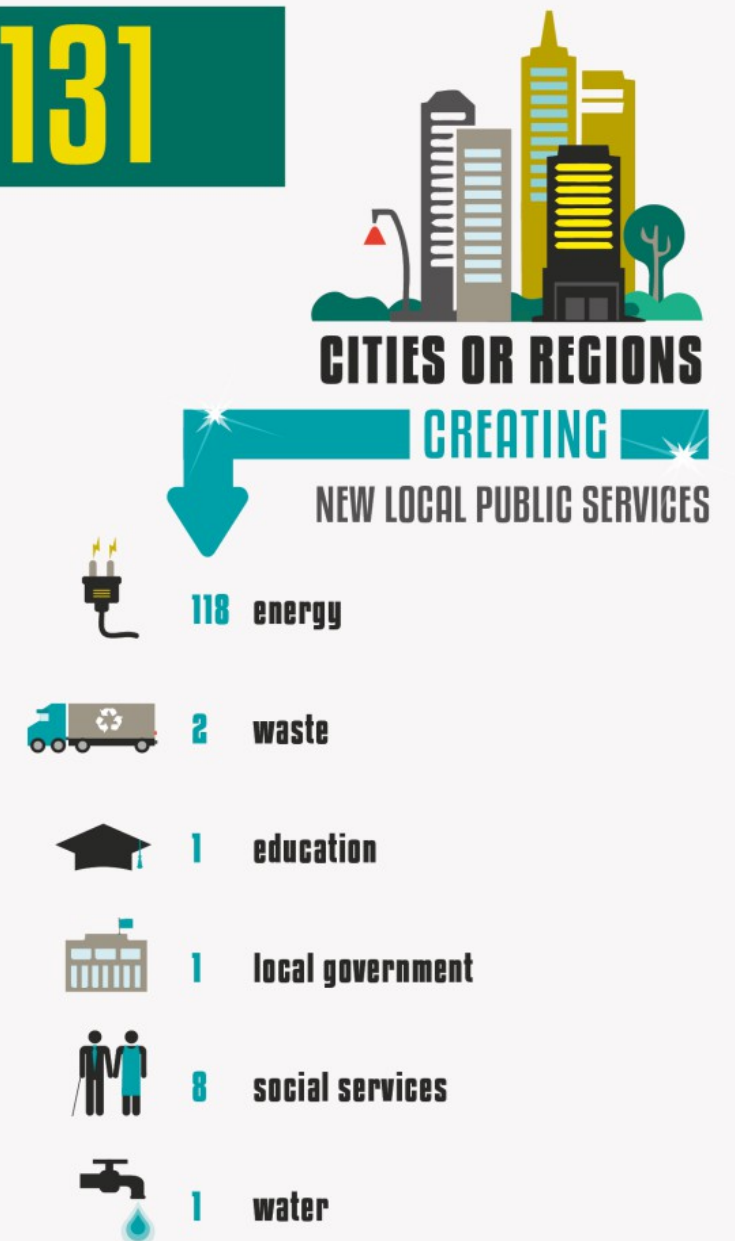 131
CITIES OR REGIONS
CREATING
NEW LOCAL PUBLIC SERVICES
118 energy
2 waste
1 education
1 local government
8 social services
1 water